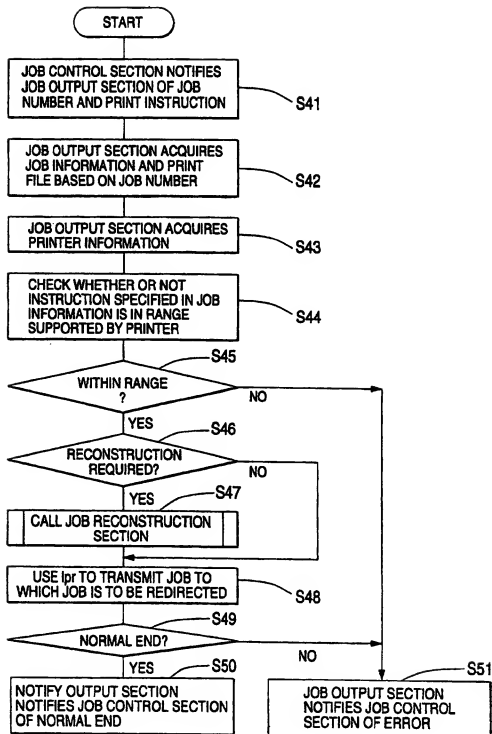 START
JOB CONTROL SECTION NOTIFIES
JOB OUTPUT SECTION OF JOB
NUMBER AND PRINT INSTRUCTION
S41
JOB OUTPUT SECTION ACQUIRES
JOB INFORMATION AND PRINT
FILE BASED ON JOB NUMBER
S42
JOB OUTPUT SECTION ACQUIRES
PRINTER INFORMATION
S43
CHECK WHETHER OR NOT
INSTRUCTION SPECIFIED IN JOB
INFORMATION IS IN RANGE
SUPPORTED BY PRINTER
S44
S45
WITHIN RANGE
?
NO
YES
S46
RECONSTRUCTION
REQUIRED?
NO
YES
S47
CALL JOB RECONSTRUCTION
SECTION
USE lpr TO TRANSMIT JOB TO
WHICH JOB IS TO BE REDIRECTED
S48
S49
NORMAL END?
NO
YES
S50
NOTIFY OUTPUT SECTION
NOTIFIES JOB CONTROL SECTION
OF NORMAL END
S51
JOB OUTPUT SECTION
NOTIFIES JOB CONTROL
SECTION OF ERROR